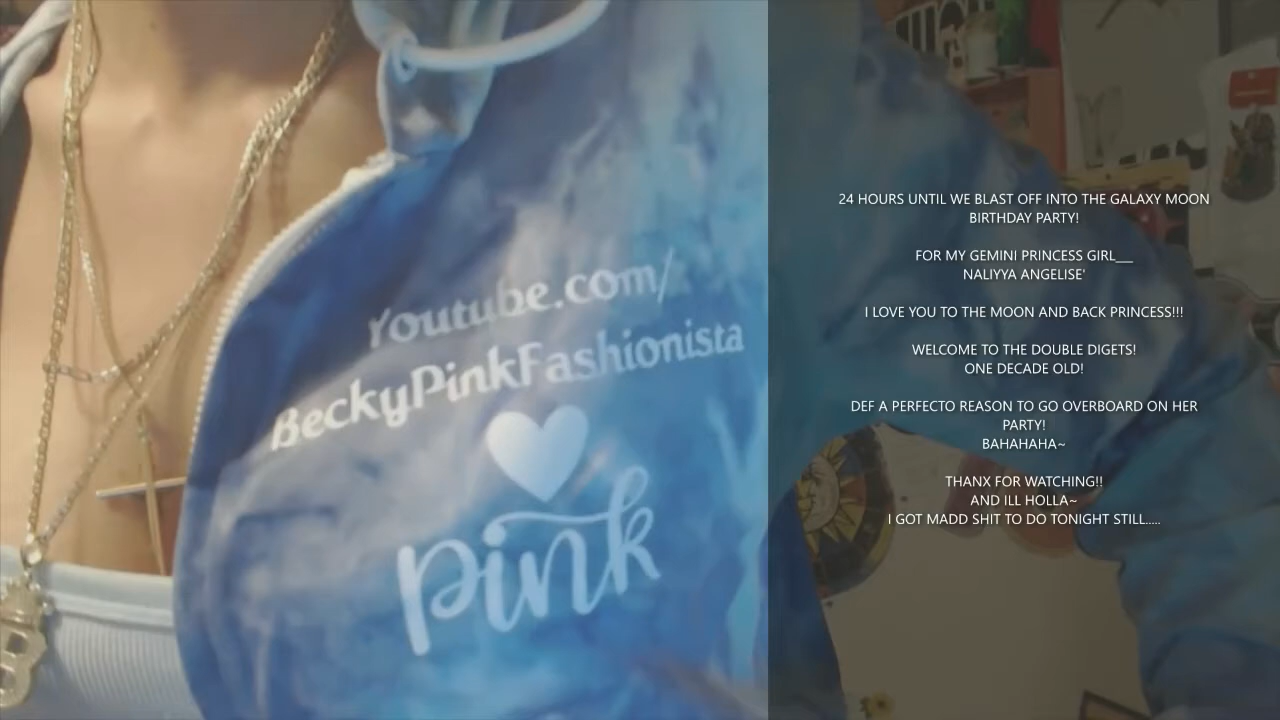 Youtube.com/
BeckyPinkFashionista
pink
B
24 HOURS UNTIL WE BLAST OFF INTO THE GALAXY MOON
BIRTHDAY PARTY!
FOR MY GEMINI PRINCESS GIRL___
NALIYYA ANGELISE'
I LOVE YOU TO THE MOON AND BACK PRINCESS!!!
WELCOME TO THE DOUBLE DIGETS!
ONE DECADE OLD!
DEF A PERFECTO REASON TO GO OVERBOARD ON HER
PARTY!
BAHAHAHA~
THANX FOR WATCHING!!
AND ILL HOLLA~
I GOT MADD SHIT TO DO TONIGHT STILL.....